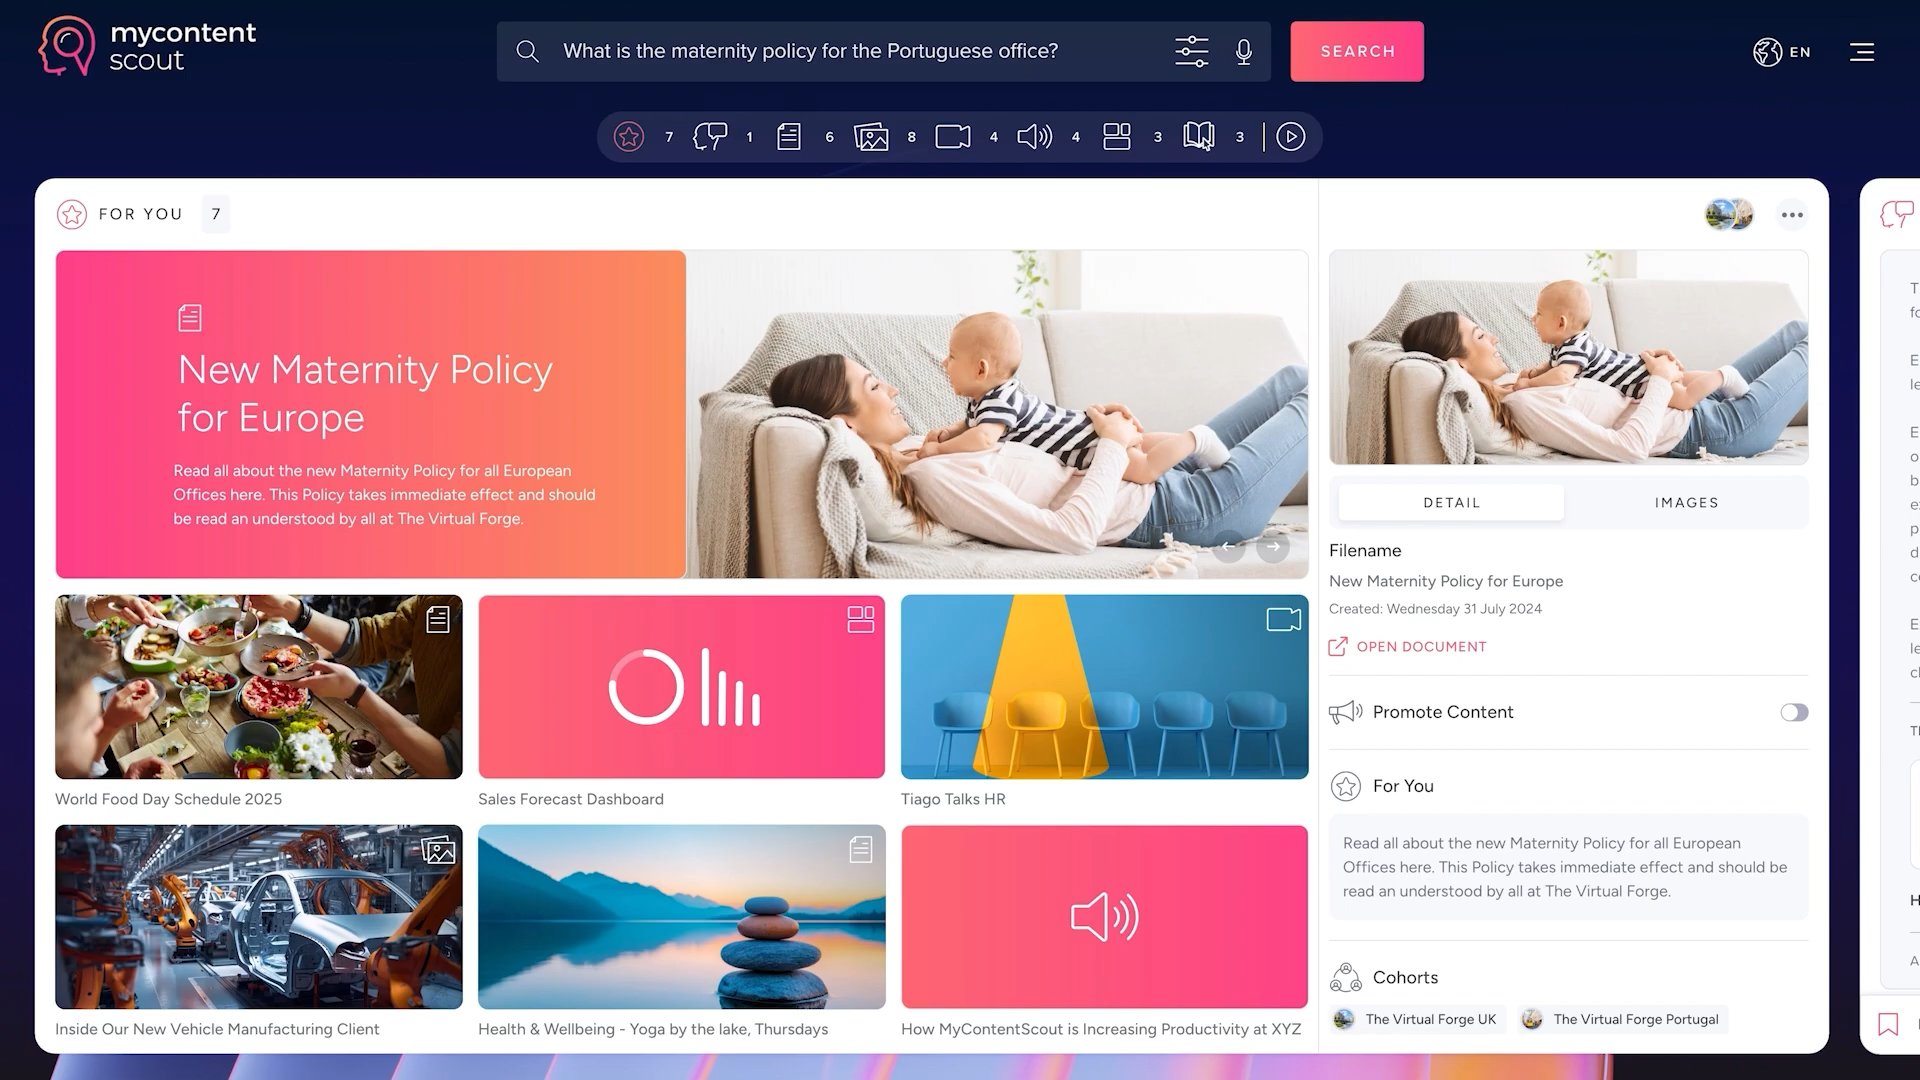 mycontent
scout
What is the maternity policy for the Portuguese office?
SEARCH
EN
7 1 6 8 4 4 3 3
FOR YOU 7
New Maternity Policy
for Europe
Read all about the new Maternity Policy for all European
Offices here. This Policy takes immediate effect and should
be read an understood by all at The Virtual Forge.
World Food Day Schedule 2025
Sales Forecast Dashboard
Tiago Talks HR
Inside Our New Vehicle Manufacturing Client
Health & Wellbeing - Yoga by the lake, Thursdays
How MyContentScout is Increasing Productivity at XYZ
DETAIL
IMAGES
Filename
New Maternity Policy for Europe
Created: Wednesday 31 July 2024
OPEN DOCUMENT
Promote Content
For You
Read all about the new Maternity Policy for all European
Offices here. This Policy takes immediate effect and should be
read an understood by all at The Virtual Forge.
Cohorts
The Virtual Forge UK
The Virtual Forge Portugal